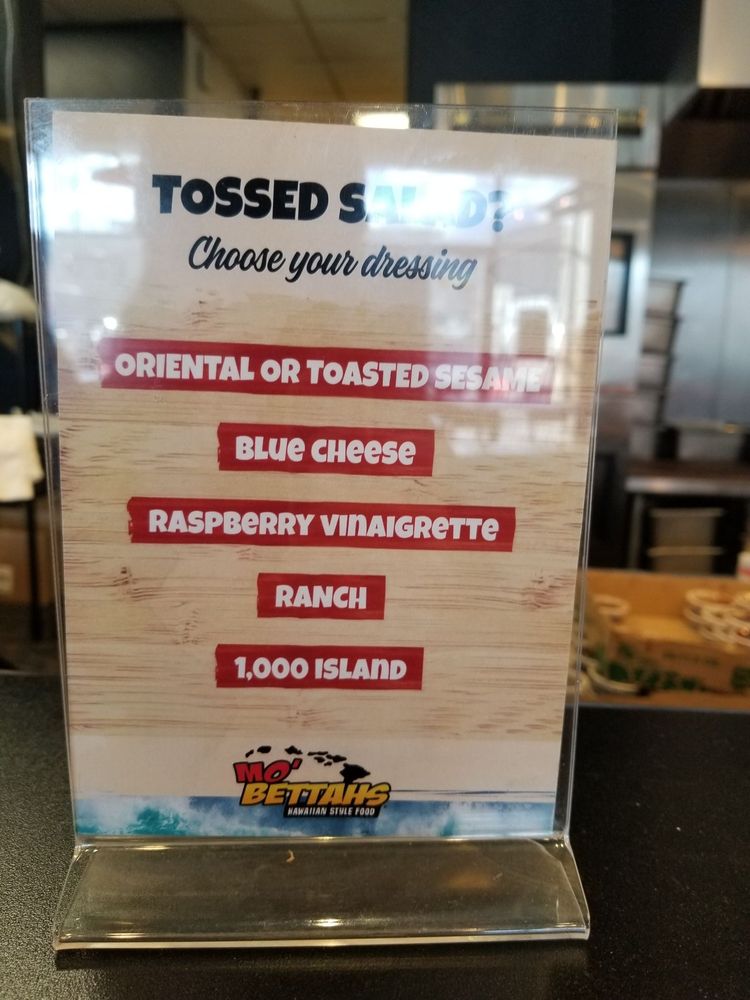 TOSSED SALAD?
Choose your dressing
ORIENTAL OR TOASTED SESAME
BLUE CHEESE
RASPBERRY VINAIGRETTE
RANCH
1,000 ISLAND
MO'
BETTAHS
HAWAIIAN STYLE FOOD